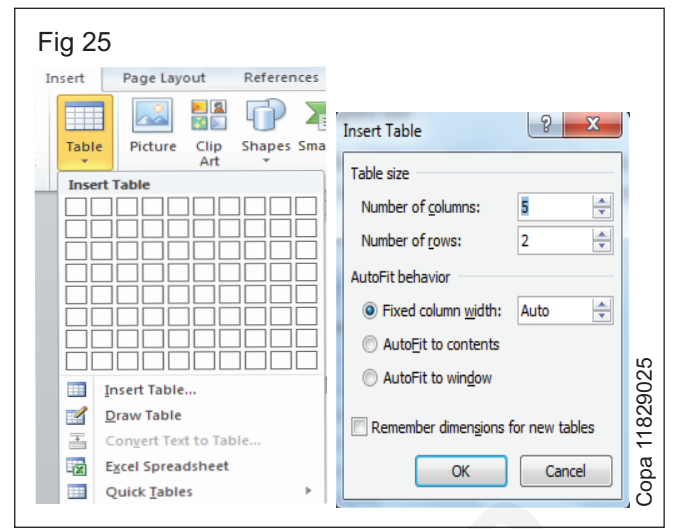 Fig 25
Insert Page Layout References
Table Picture Clip Art Shapes Sma
Insert Table
Insert Table...
Draw Table
Convert Text to Table...
Excel Spreadsheet
Quick Tables
Insert Table
? X
Table size
Number of columns: 5
Number of rows: 2
AutoFit behavior
Fixed column width: Auto
AutoFit to contents
AutoFit to window
Remember dimensions for new tables
OK Cancel
Copa 11829025